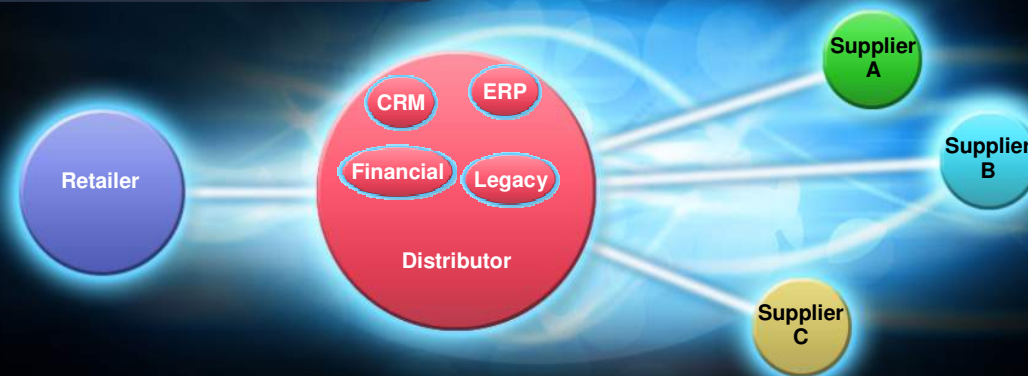 Retailer
CRM
ERP
Financial
Legacy
Distributor
Supplier
A
Supplier
B
Supplier
C